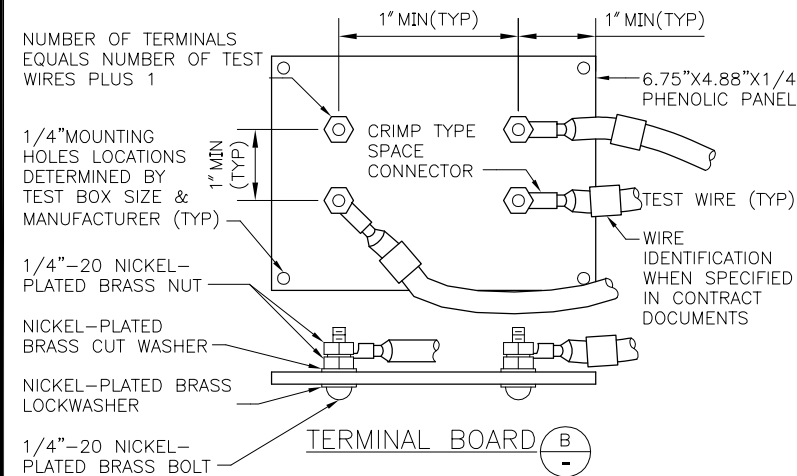 1" MIN(TYP)
1" MIN(TYP)
NUMBER OF TERMINALS
EQUALS NUMBER OF TEST
WIRES PLUS 1
6.75"X4.88"X1/4
PHENOLIC PANEL
1/4"MOUNTING
HOLES LOCATIONS
DETERMINED BY
TEST BOX SIZE &
MANUFACTURER (TYP)
1" MIN
(TYP)
CRIMP TYPE
SPACE
CONNECTOR
TEST WIRE (TYP)
WIRE
IDENTIFICATION
WHEN SPECIFIED
IN CONTRACT
DOCUMENTS
1/4"-20 NICKEL-
PLATED BRASS NUT
NICKEL-PLATED
BRASS CUT WASHER
NICKEL-PLATED BRASS
LOCKWASHER
1/4"-20 NICKEL-
PLATED BRASS BOLT
TERMINAL BOARD
B
-